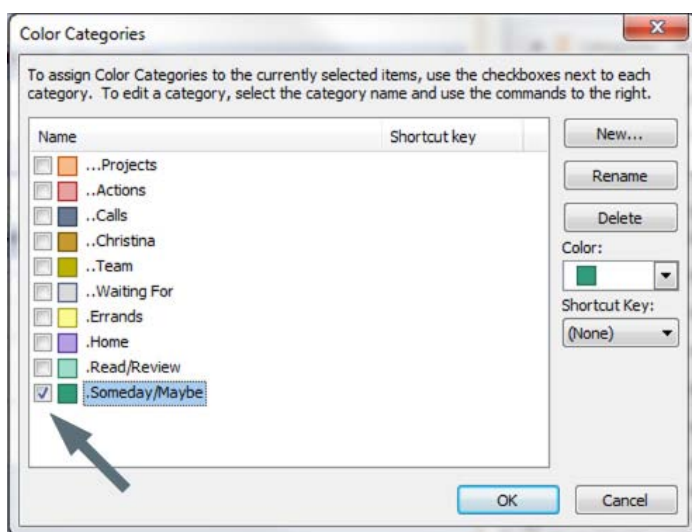 Color Categories
To assign Color Categories to the currently selected items, use the checkboxes next to each
category. To edit a category, select the category name and use the commands to the right.
Name Shortcut key
...Projects
..Actions
..Calls
..Christina
..Team
..Waiting For
.Errands
.Home
.Read/Review
.Someday/Maybe
New...
Rename
Delete
Color:
Shortcut Key:
(None)
OK Cancel